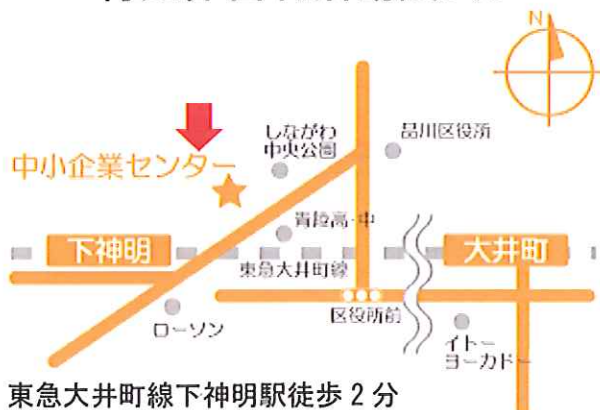 N
しながわ
中央公園
品川区役所
中小企業センター
青稜高・中
下神明
大井町
東急大井町線
区役所前
ローソン
イトー
ヨーカドー
東急大井町線下神明駅徒歩2分